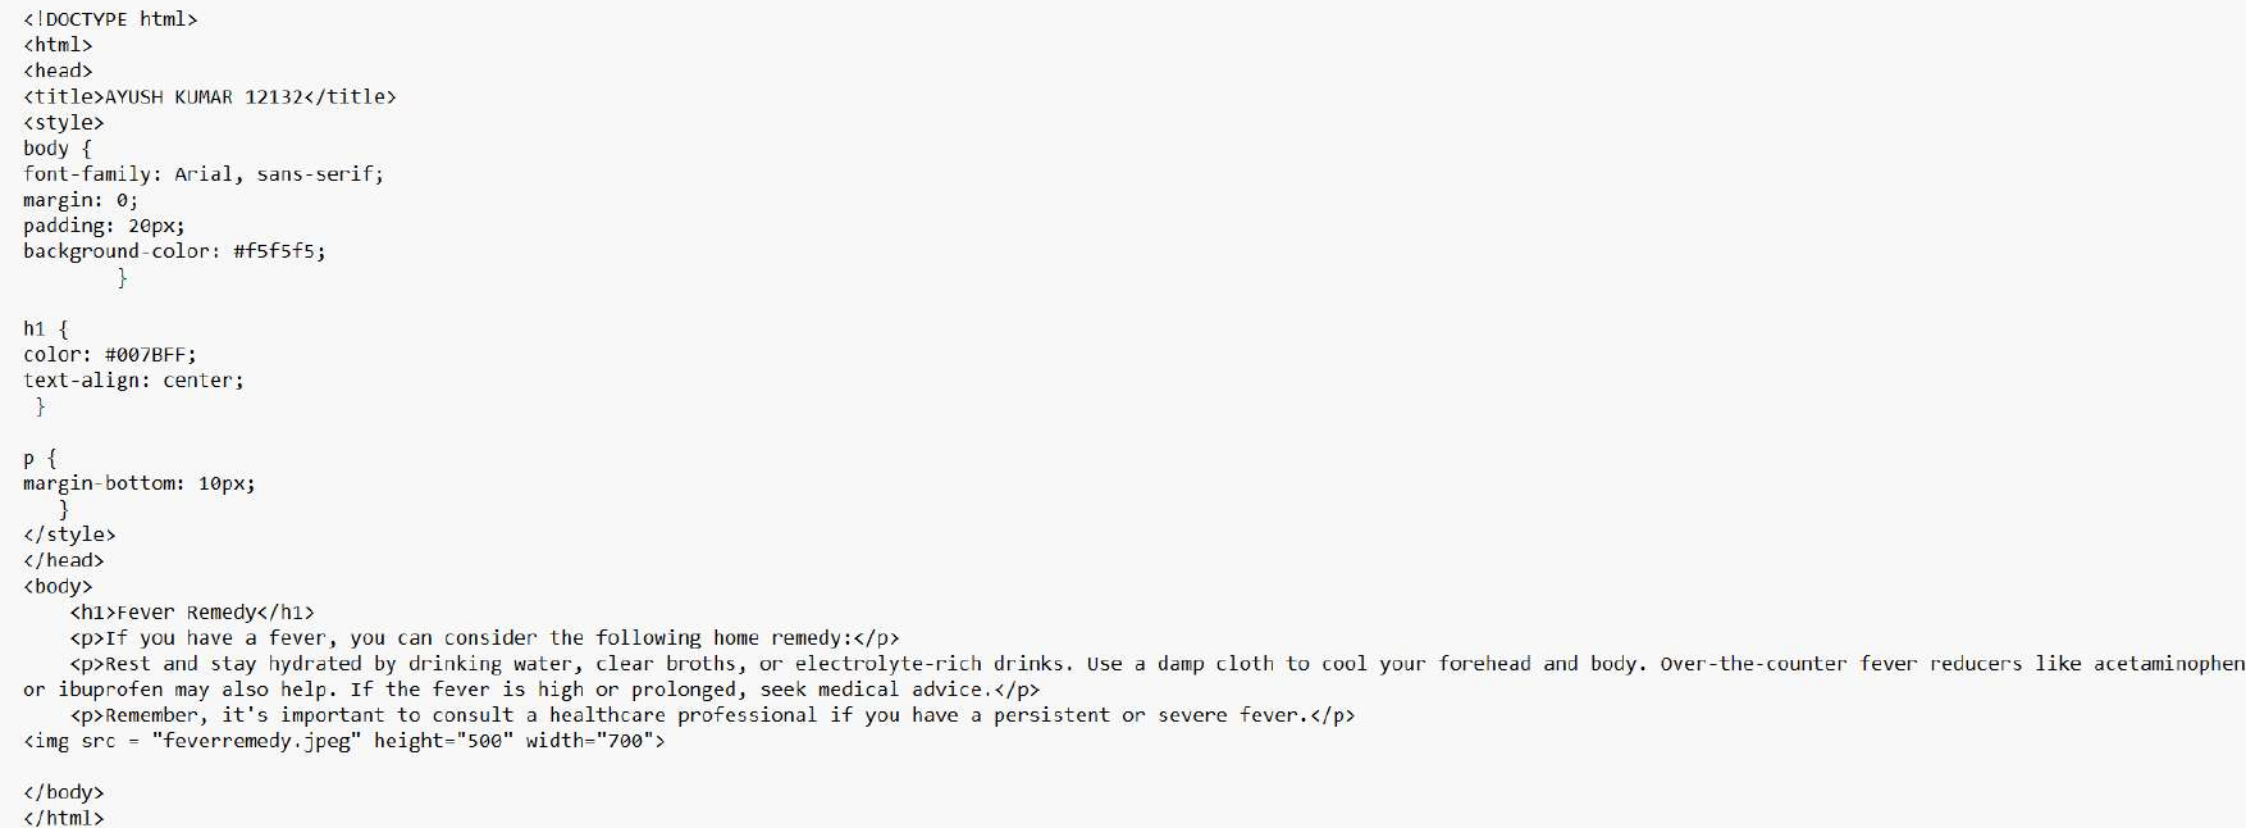 <!DOCTYPE html>
<html>
<head>
<title>AYUSH KUMAR 12132</title>
<style>
body {
font-family: Arial, sans-serif;
margin: 0;
padding: 20px;
background-color: #f5f5f5;
        }
h1 {
color: #007BFF;
text-align: center;
 }
p {
margin-bottom: 10px;
   }
</style>
</head>
<body>
    <h1>Fever Remedy</h1>
    <p>If you have a fever, you can consider the following home remedy:</p>
    <p>Rest and stay hydrated by drinking water, clear broths, or electrolyte-rich drinks. Use a damp cloth to cool your forehead and body. Over-the-counter fever reducers like acetaminophen
or ibuprofen may also help. If the fever is high or prolonged, seek medical advice.</p>
    <p>Remember, it's important to consult a healthcare professional if you have a persistent or severe fever.</p>
<img src = "feverremedy.jpeg" height="500" width="700">
</body>
</html>